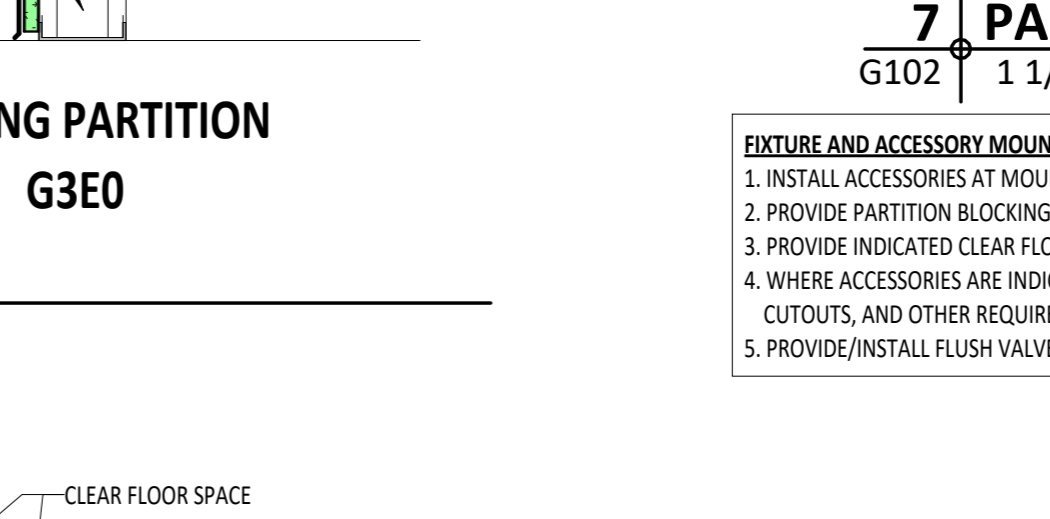 NG PARTITION
G3E0
7 PA
G102 1 1/
FIXTURE AND ACCESSORY MOUN
1. INSTALL ACCESSORIES AT MOU
2. PROVIDE PARTITION BLOCKING
3. PROVIDE INDICATED CLEAR FLO
4. WHERE ACCESSORIES ARE INDI
CUTOUTS, AND OTHER REQUIRE
5. PROVIDE/INSTALL FLUSH VALVE
CLEAR FLOOR SPACE